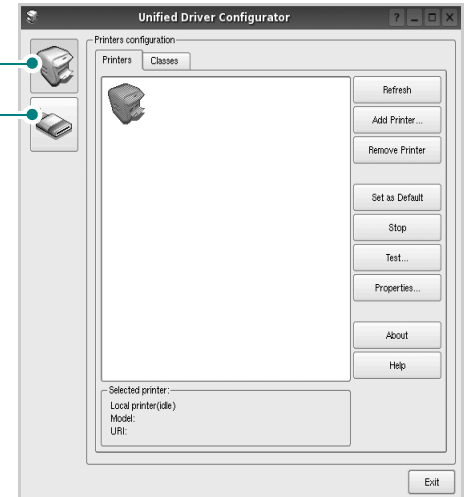 Unified Driver Configurator
Printers configuration
Printers
Classes
Refresh
Add Printer...
Remove Printer
Set as Default
Stop
Test...
Properties...
About
Help
Selected printer:
Local printer(idle)
Model:
URI:
Exit